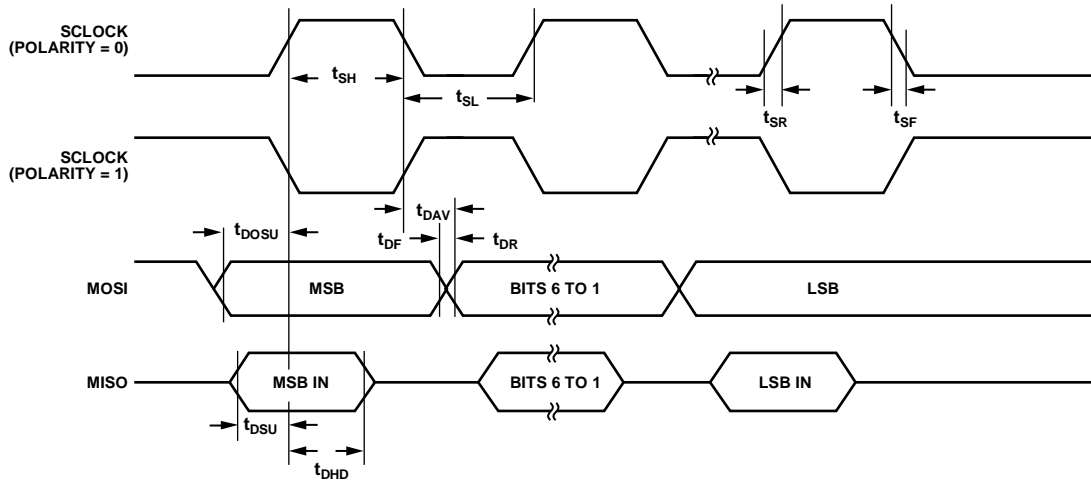 SCLOCK
(POLARITY = 0)
tSH
tSL
tSR
tSF
SCLOCK
(POLARITY = 1)
tDAV
tDOSU
tDF
tDR
MOSI
MSB
BITS 6 TO 1
LSB
MISO
MSB IN
BITS 6 TO 1
LSB IN
tDSU
tDHD